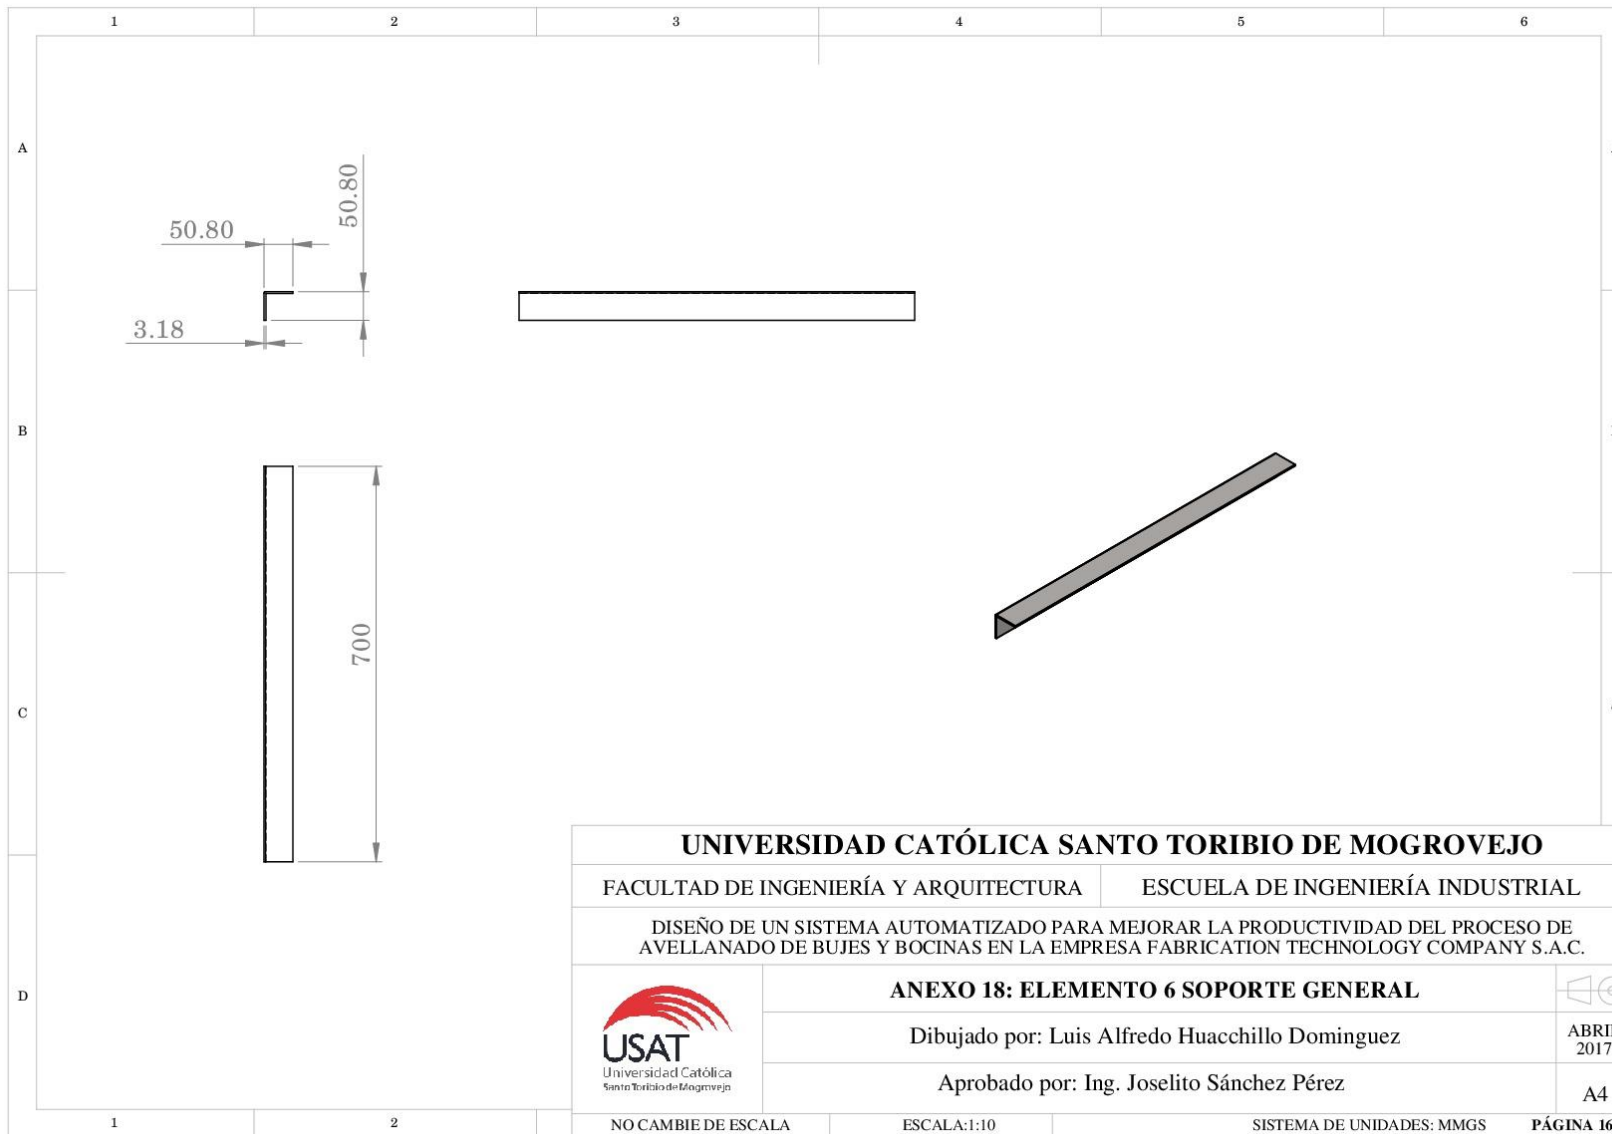 1 2 3 4 5 6
A
50.80
50.80
3.18
B
700
C
UNIVERSIDAD CATÓLICA SANTO TORIBIO DE MOGROVEJO
FACULTAD DE INGENIERÍA Y ARQUITECTURA ESCUELA DE INGENIERÍA INDUSTRIAL
DISEÑO DE UN SISTEMA AUTOMATIZADO PARA MEJORAR LA PRODUCTIVIDAD DEL PROCESO DE
AVELLANADO DE BUJES Y BOCINAS EN LA EMPRESA FABRICATION TECHNOLOGY COMPANY S.A.C.
D
ANEXO 18: ELEMENTO 6 SOPORTE GENERAL
USAT
Universidad Católica
Santo Toribio de Mogrovejo
Dibujado por: Luis Alfredo Huacchillo Dominguez
2017
Aprobado por: Ing. Joselito Sánchez Pérez
A4
1 2
NO CAMBIE DE ESCALA ESCALA:1:10 SISTEMA DE UNIDADES: MMGS PÁGINA 16